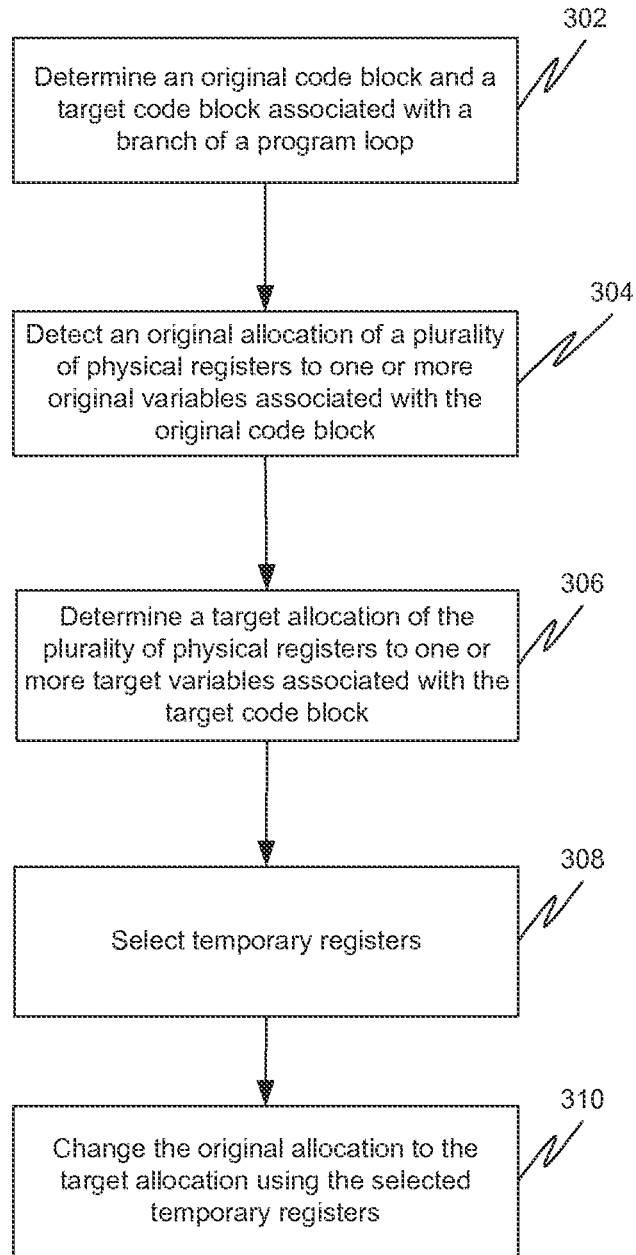 302
Determine an original code block and a
target code block associated with a
branch of a program loop
304
Detect an original allocation of a plurality
of physical registers to one or more
original variables associated with the
original code block
306
Determine a target allocation of the
plurality of physical registers to one or
more target variables associated with the
target code block
308
Select temporary registers
310
Change the original allocation to the
target allocation using the selected
temporary registers